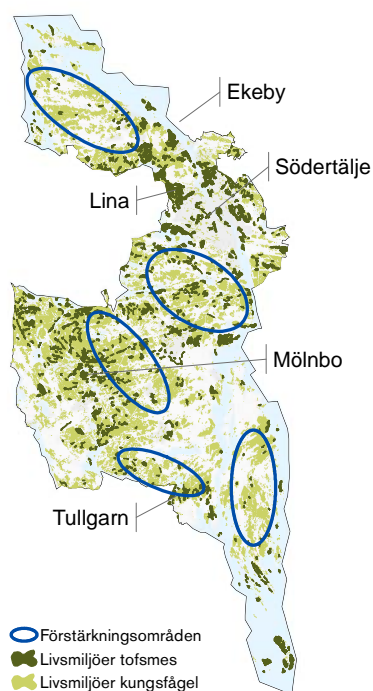 Ekeby
Södertälje
Lina
Mölnbo
Tullgarn
Förstärkningsområden
Livsmiljöer tofsmes
Livsmiljöer kungsfågel